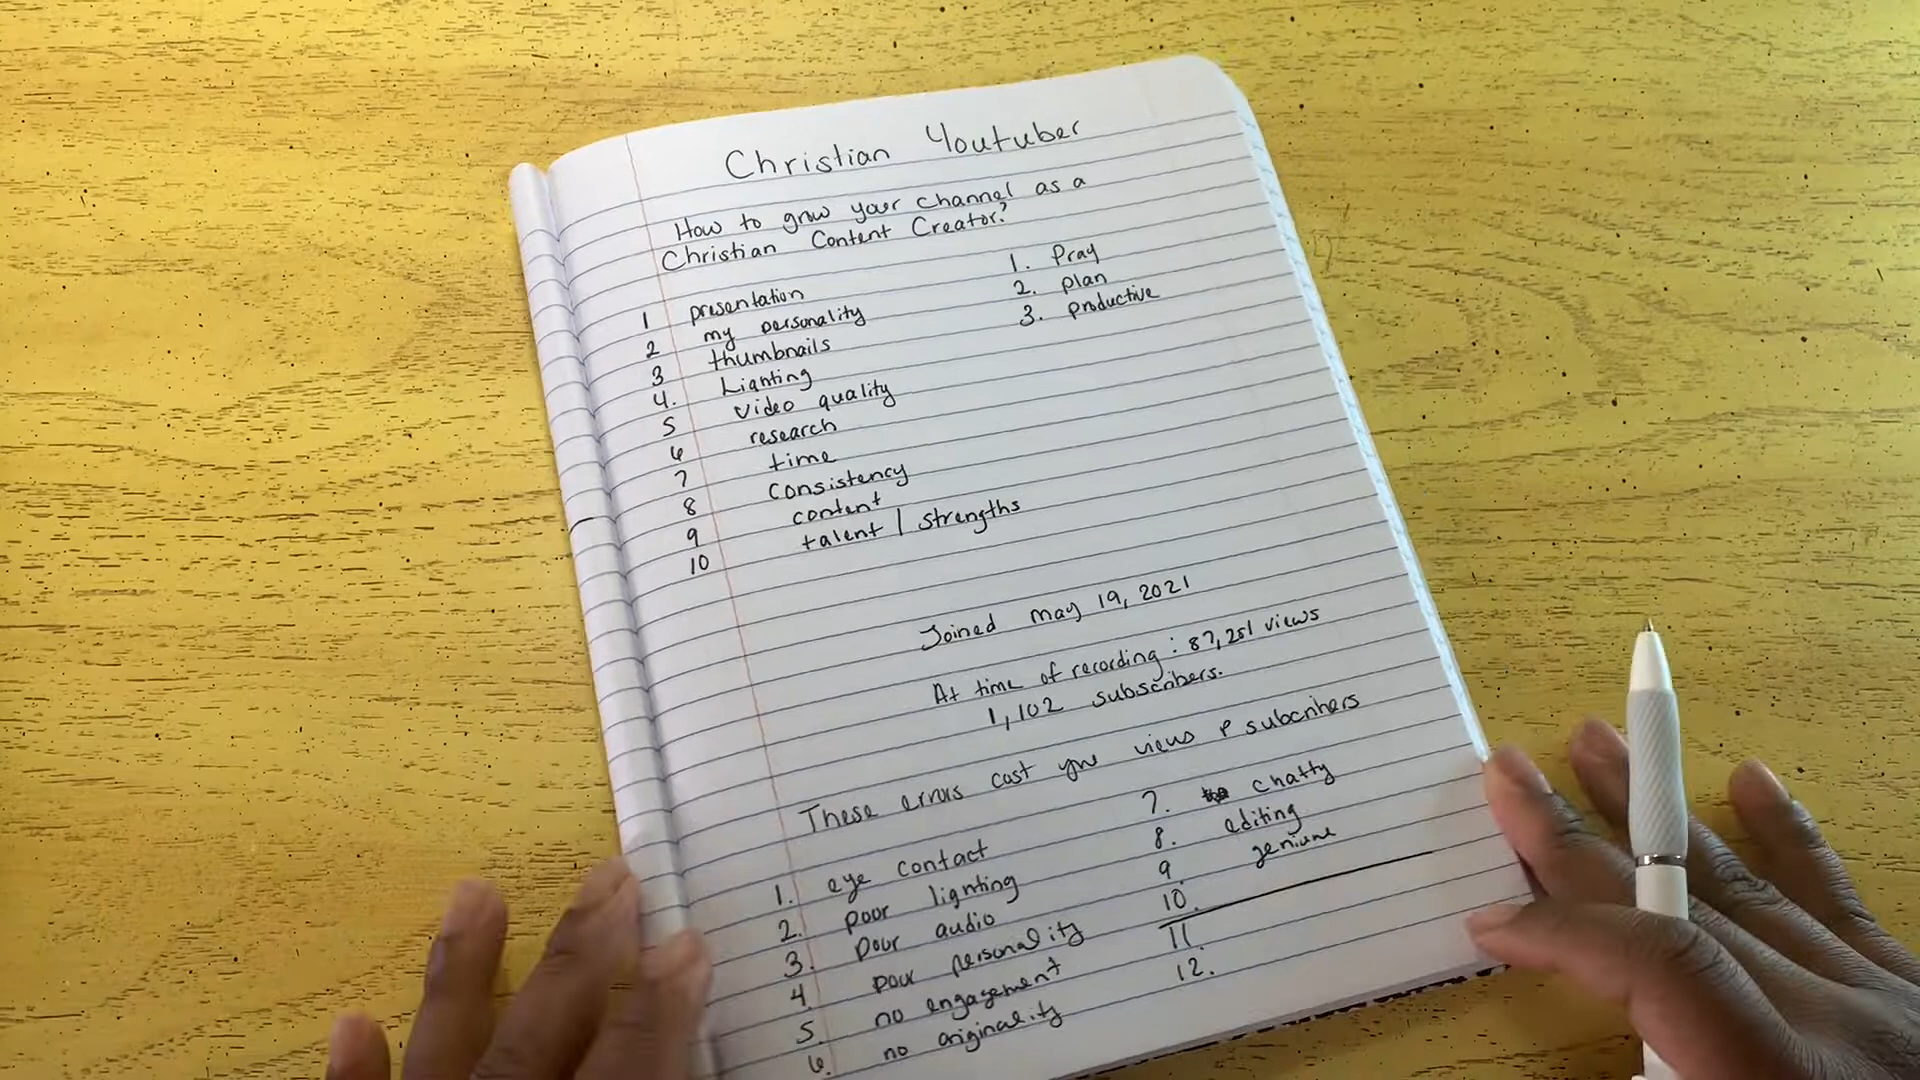 Christian Youtuber
How to grow your channel as a
Christian Content Creator?
1 presentation
2 my personality
3 thumbnails
4. Lighting
5 video quality
6 research
7 time
8 consistency
9 content
10 talent / strengths
1. Pray
2. plan
3. productive
Joined may 19, 2021
At time of recording : 87,251 views
1,102 subscribers.
These errors cost you views & subcribers
1. eye contact
2. poor lighting
3. poor audio
4 poor personality
5. no engagement
6. no originality
7. chatty
8. editing
9. geniune
10.
11.
12.